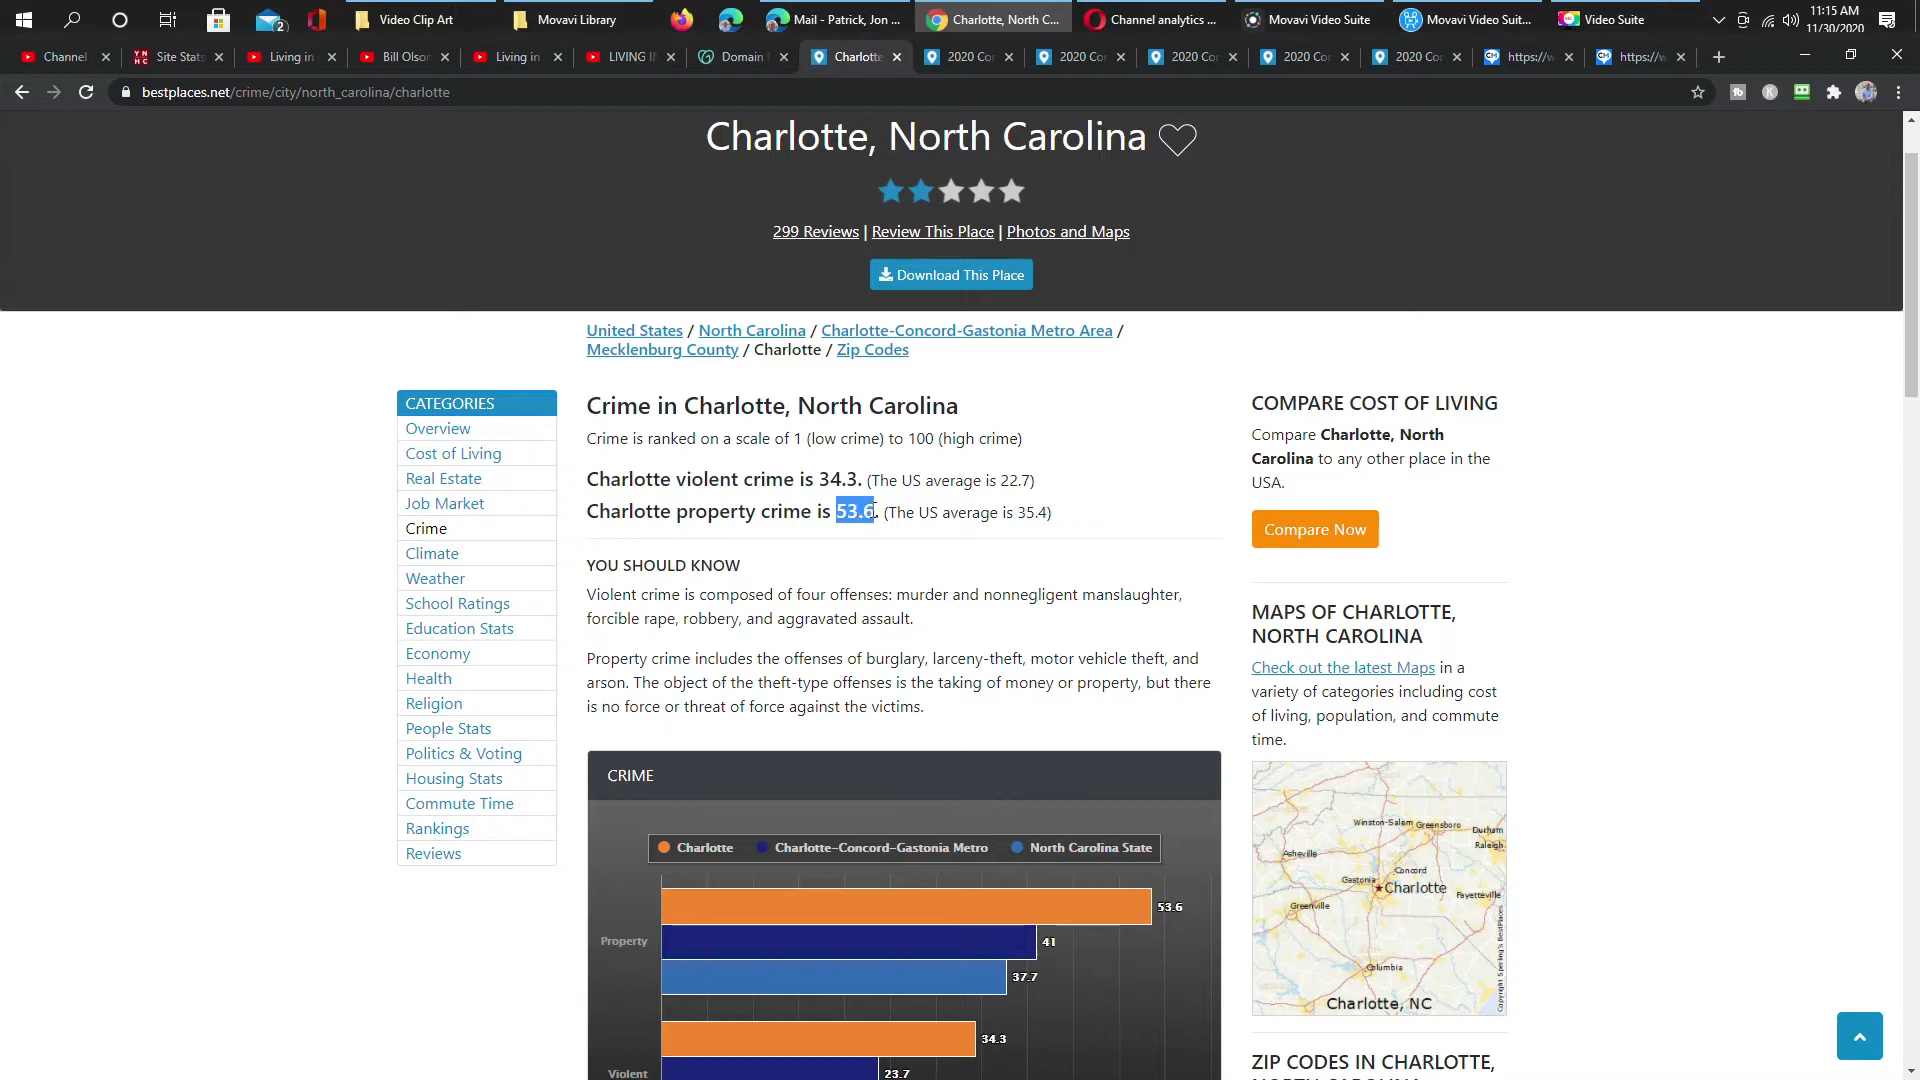 Video Clip Art
Movavi Library
2
Mail - Patrick, Jon ...
Charlotte, North C...
Channel analytics ...
Movavi Video Suite
Movavi Video Suit...
Video Suite
11:15 AM
11/30/2020
Channel
Site Stats
Living in
Bill Olson
Living in
LIVING I
Domain
Charlotte
2020 Co
2020 Co
2020 Co
2020 Co
2020 Co
https://w
https://w
bestplaces.net/crime/city/north_carolina/charlotte
Charlotte, North Carolina
299 Reviews | Review This Place | Photos and Maps
Download This Place
United States / North Carolina / Charlotte-Concord-Gastonia Metro Area /
Mecklenburg County / Charlotte / Zip Codes
CATEGORIES
Overview
Cost of Living
Real Estate
Job Market
Crime
Climate
Weather
School Ratings
Education Stats
Economy
Health
Religion
People Stats
Politics & Voting
Housing Stats
Commute Time
Rankings
Reviews
Crime in Charlotte, North Carolina
Crime is ranked on a scale of 1 (low crime) to 100 (high crime)
Charlotte violent crime is 34.3. (The US average is 22.7)
Charlotte property crime is 53.6. (The US average is 35.4)
YOU SHOULD KNOW
Violent crime is composed of four offenses: murder and nonnegligent manslaughter,
forcible rape, robbery, and aggravated assault.
Property crime includes the offenses of burglary, larceny-theft, motor vehicle theft, and
arson. The object of the theft-type offenses is the taking of money or property, but there
is no force or threat of force against the victims.
CRIME
Charlotte
Charlotte-Concord-Gastonia Metro
North Carolina State
Property
53.6
41
37.7
Violent
34.3
23.7
COMPARE COST OF LIVING
Compare Charlotte, North
Carolina to any other place in the
USA.
Compare Now
MAPS OF CHARLOTTE,
NORTH CAROLINA
Check out the latest Maps in a
variety of categories including cost
of living, population, and commute
time.
Winston-Salem
Greensboro
Durham
Raleigh
Asheville
Concord
Gastonia
Charlotte
Fayetteville
Greenville
Columbia
Charlotte, NC
Copyright Sperling's BestPlaces
ZIP CODES IN CHARLOTTE,